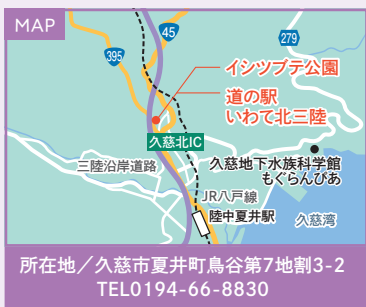 MAP
45
279
395
イシツブテ公園
道の駅
いわて北三陸
久慈北IC
三陸沿岸道路
久慈地下水族科学館
もぐらんぴあ
JR八戸線
陸中夏井駅
久慈湾
所在地／久慈市夏井町鳥谷第7地割3-2
TEL0194-66-8830